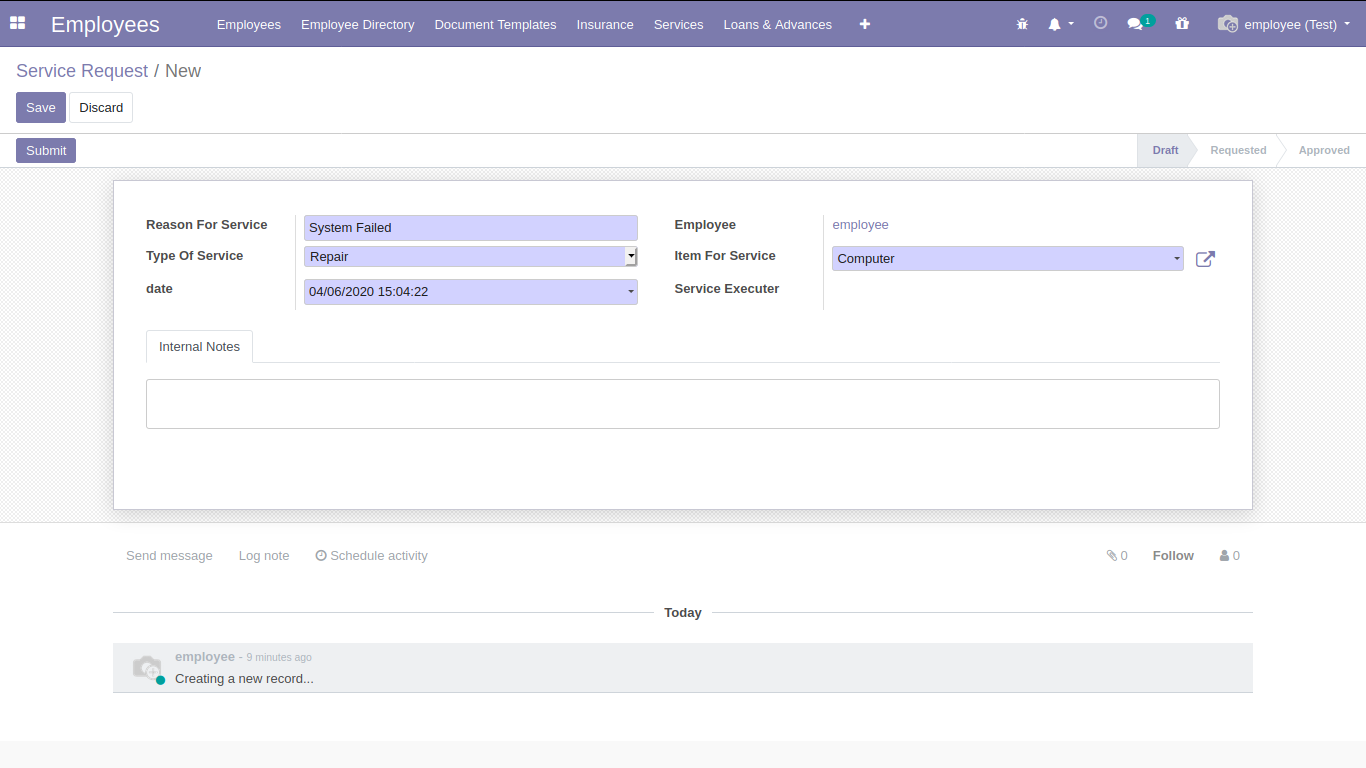 Employees Employees Employee Directory Document Templates Insurance Services Loans & Advances 1 employee (Test)
Service Request / New
Save Discard
Submit Draft Requested Approved
Reason For Service System Failed Employee employee
Type Of Service Repair Item For Service Computer
date 04/06/2020 15:04:22 Service Executer
Internal Notes
Send message Log note Schedule activity 0 Follow 0
Today
employee - 9 minutes ago
Creating a new record...